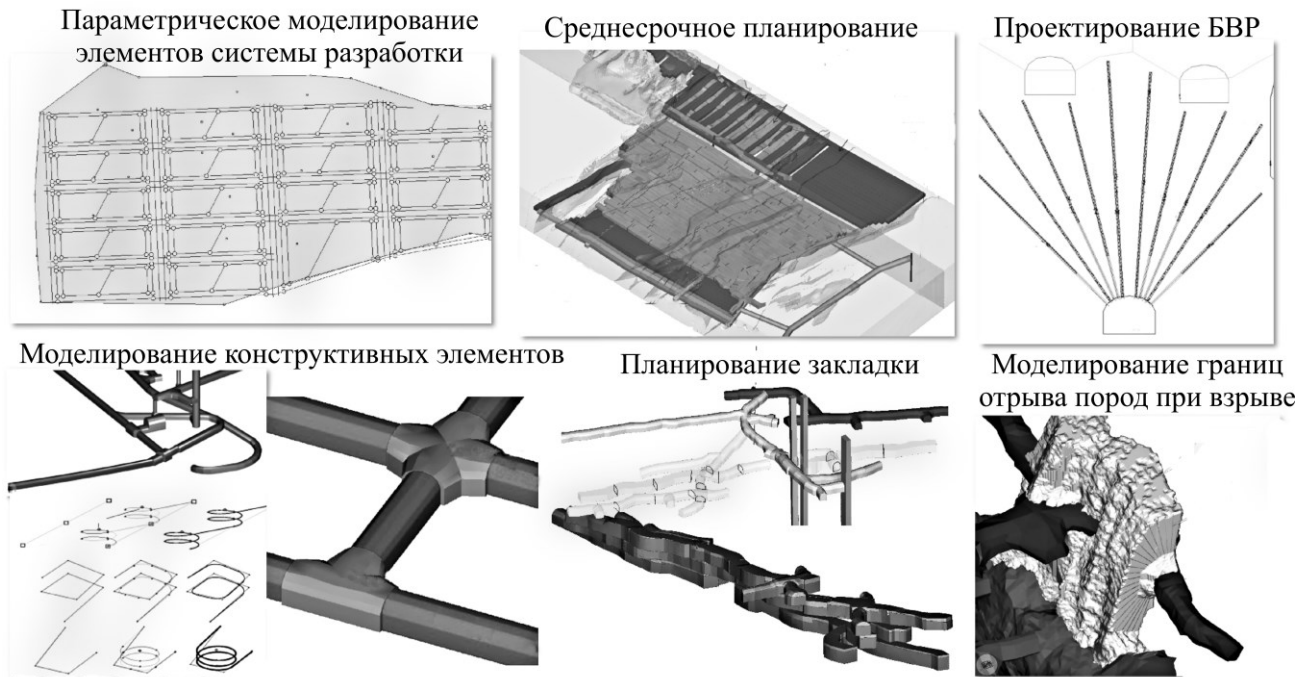 Параметрическое моделирование
элементов системы разработки
Среднесрочное планирование
Проектирование БВР
Моделирование конструктивных элементов
Планирование закладки
Моделирование границ
отрыва пород при взрыве